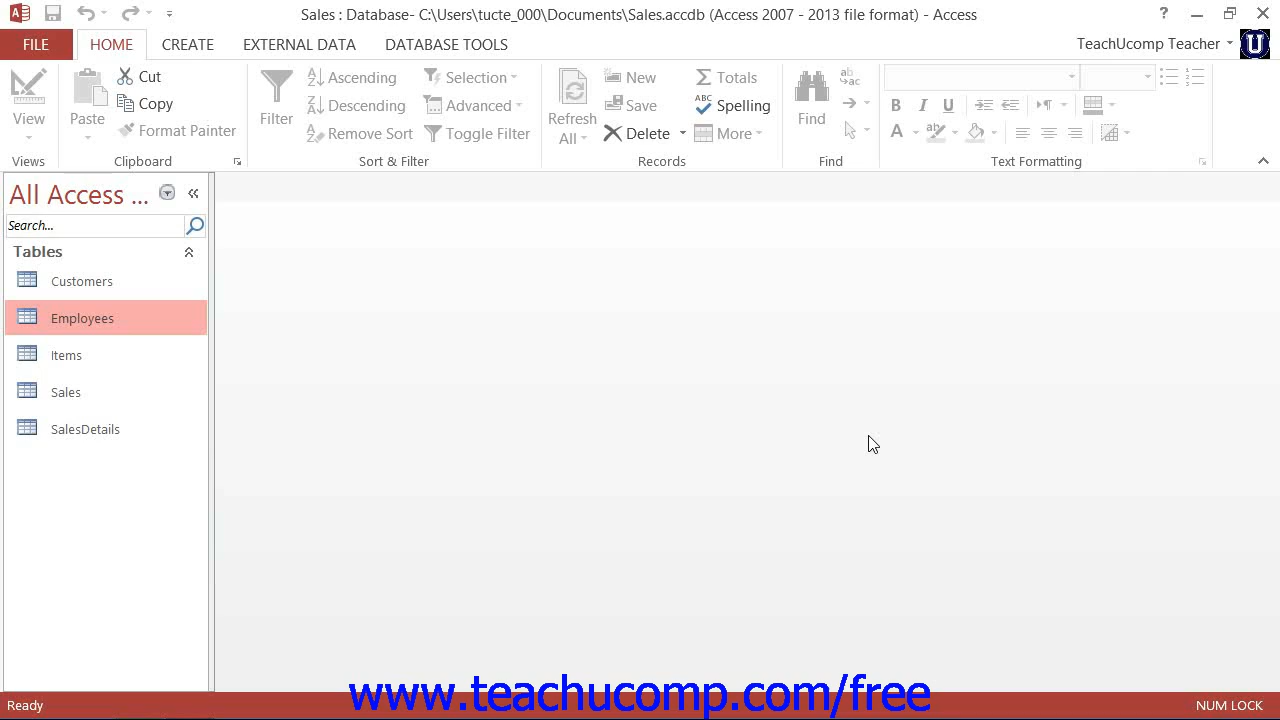 Sales : Database- C:\Users\tucte_000\Documents\Sales.accdb (Access 2007 - 2013 file format) - Access
?
FILE HOME CREATE EXTERNAL DATA DATABASE TOOLS TeachUcomp Teacher U
View
Views
Paste
Cut
Copy
Format Painter
Clipboard
Filter
Ascending
Descending
Remove Sort
Selection
Advanced
Toggle Filter
Sort & Filter
Refresh
All
New
Save
Delete
Totals
Spelling
More
Records
Find
Find
B I U
A
Text Formatting
All Access ...
Search...
Tables
Customers
Employees
Items
Sales
SalesDetails
www.teachucomp.com/free
Ready NUM LOCK